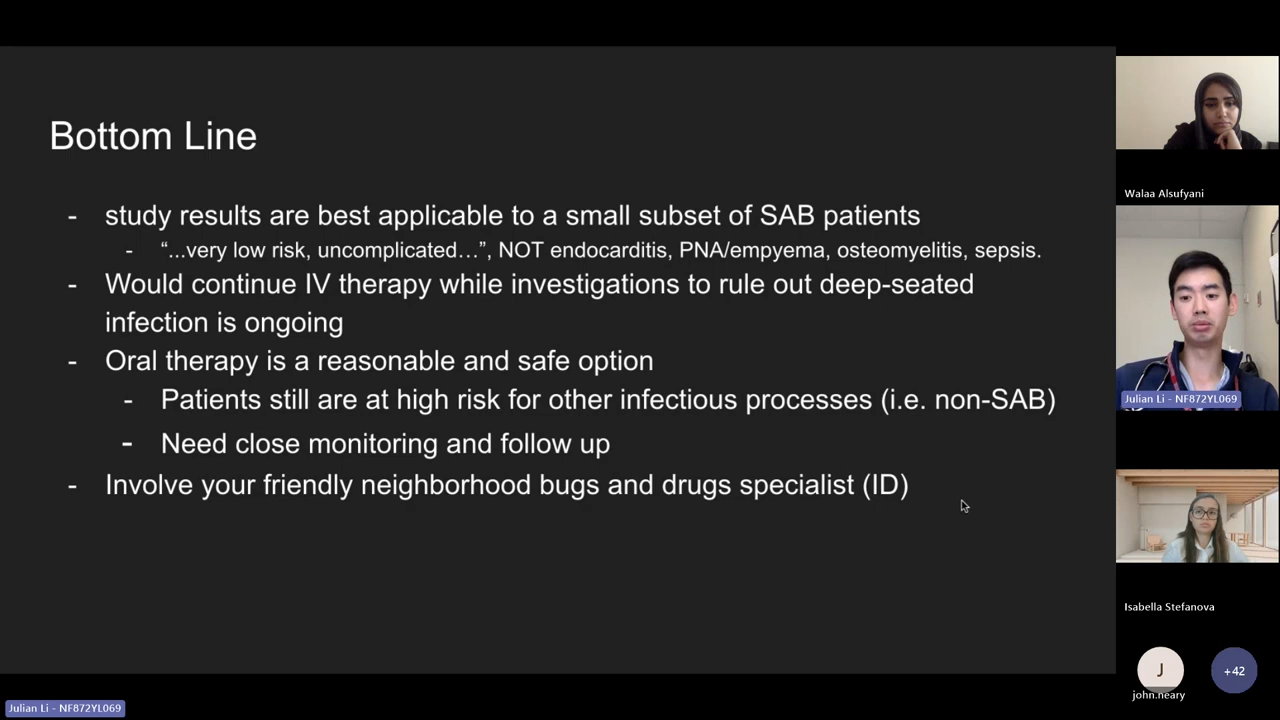 Bottom Line
- study results are best applicable to a small subset of SAB patients
- “...very low risk, uncomplicated…”, NOT endocarditis, PNA/empyema, osteomyelitis, sepsis.
- Would continue IV therapy while investigations to rule out deep-seated
infection is ongoing
- Oral therapy is a reasonable and safe option
- Patients still are at high risk for other infectious processes (i.e. non-SAB)
- Need close monitoring and follow up
- Involve your friendly neighborhood bugs and drugs specialist (ID)
Walaa Alsufyani
Julian Li - NF872YL069
Isabella Stefanova
J
+42
john.neary
Julian Li - NF872YL069